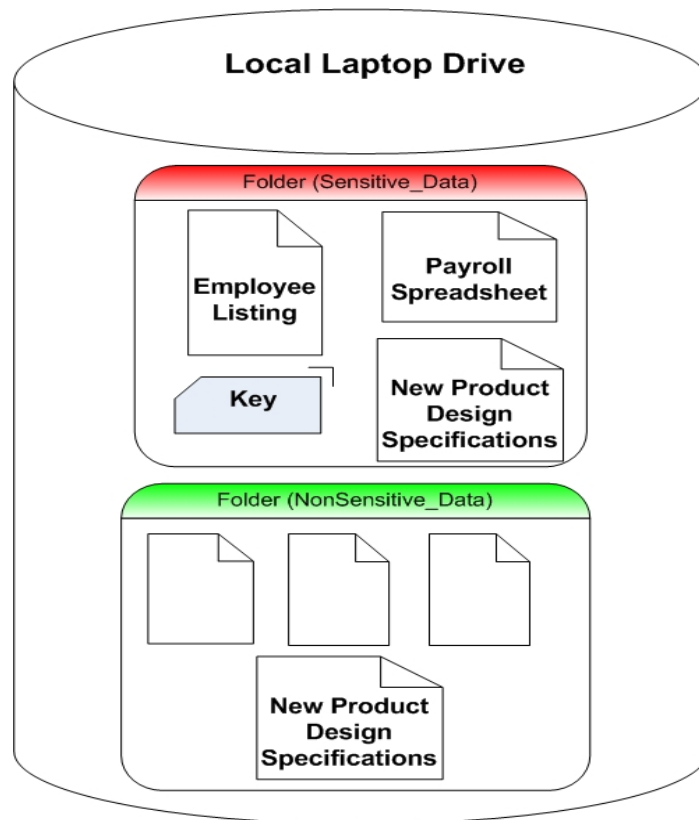 Local Laptop Drive
Folder (Sensitive_Data)
Employee
Listing
Payroll
Spreadsheet
Key
New Product
Design
Specifications
Folder (NonSensitive_Data)
New Product
Design
Specifications